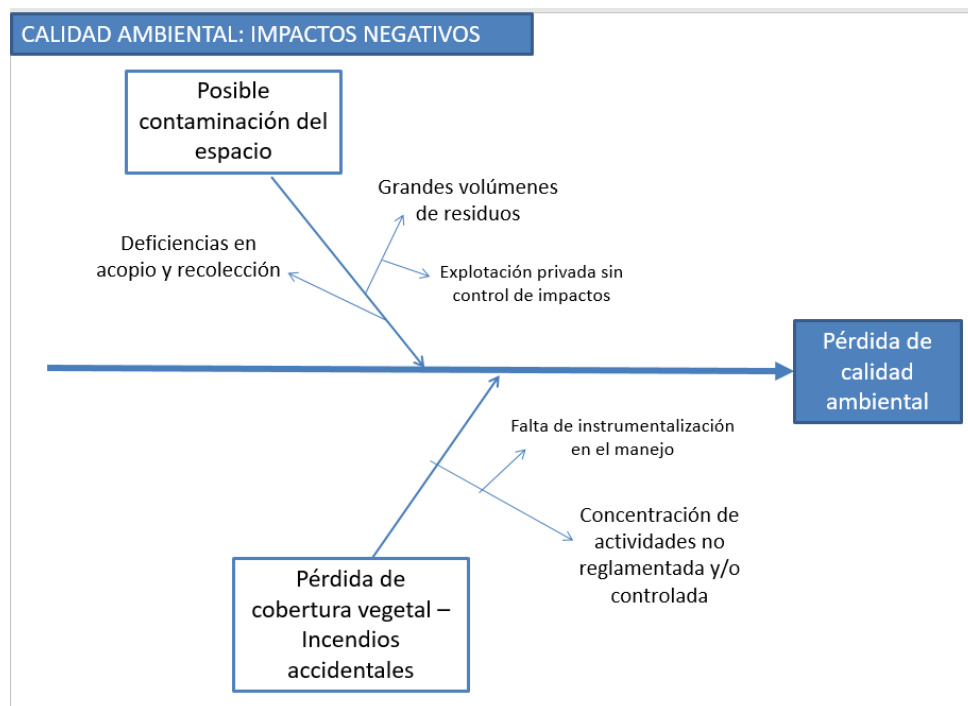 CALIDAD AMBIENTAL: IMPACTOS NEGATIVOS
Posible
contaminación del
espacio
Grandes volúmenes
de residuos
Deficiencias en
acopio y recolección
Explotación privada sin
control de impactos
Pérdida de
calidad
ambiental
Falta de instrumentalización
en el manejo
Concentración de
actividades no
reglamentada y/o
controlada
Pérdida de
cobertura vegetal –
Incendios
accidentales